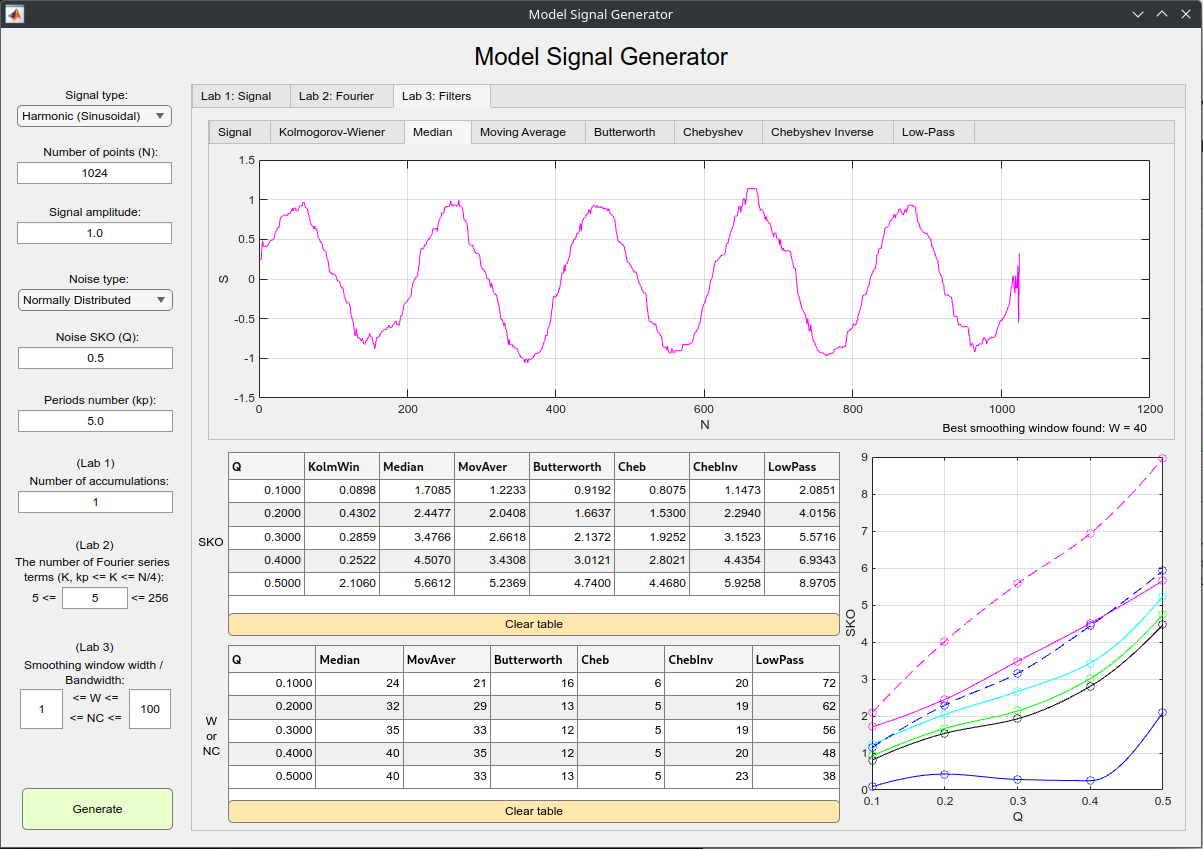 Model Signal Generator
Model Signal Generator
Signal type:
Harmonic (Sinusoidal)
Number of points (N):
1024
Signal amplitude:
1.0
Noise type:
Normally Distributed
Noise SKO (Q):
0.5
Periods number (kp):
5.0
(Lab 1)
Number of accumulations:
1
(Lab 2)
The number of Fourier series
terms (K, kp <= K <= N/4):
5 <= 5 <= 256
(Lab 3)
Smoothing window width /
Bandwidth:
1 <= W <= 100
<= NC <=
Generate
Lab 1: Signal Lab 2: Fourier Lab 3: Filters
Signal Kolmogorov-Wiener Median Moving Average Butterworth Chebyshev Chebyshev Inverse Low-Pass
1.5
1
0.5
0
-0.5
-1
-1.5
S
0 200 400 600 800 1000 1200
N
Best smoothing window found: W = 40
SKO
Q KolmWin Median MovAver Butterworth Cheb ChebInv LowPass
0.1000 0.0898 1.7085 1.2233 0.9192 0.8075 1.1473 2.0851
0.2000 0.4302 2.4477 2.0408 1.6637 1.5300 2.2940 4.0156
0.3000 0.2859 3.4766 2.6618 2.1372 1.9252 3.1523 5.5716
0.4000 0.2522 4.5070 3.4308 3.0121 2.8021 4.4354 6.9343
0.5000 2.1060 5.6612 5.2369 4.7400 4.4680 5.9258 8.9705
Clear table
W
or
NC
Q Median MovAver Butterworth Cheb ChebInv LowPass
0.1000 24 21 16 6 20 72
0.2000 32 29 13 5 19 62
0.3000 35 33 12 5 19 56
0.4000 40 35 12 5 20 48
0.5000 40 33 13 5 23 38
Clear table
9
8
7
6
5
4
3
2
1
0
SKO
0.1 0.2 0.3 0.4 0.5
Q